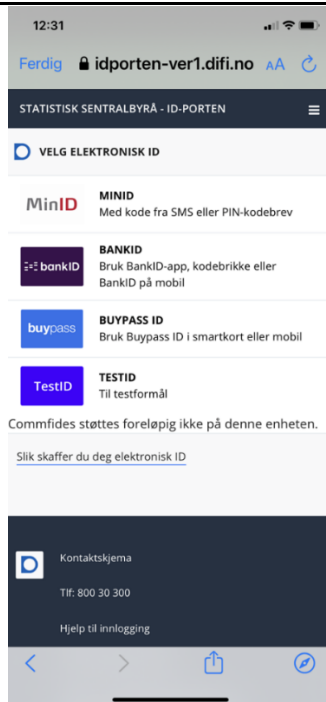 12:31
Ferdig idporten-ver1.difi.no AA
STATISTISK SENTRALBYRÅ - ID-PORTEN
VELG ELEKTRONISK ID
MinID
MINID
Med kode fra SMS eller PIN-kodebrev
bankID
BANKID
Bruk BankID-app, kodebrikke eller
BankID på mobil
buypass
BUYPASS ID
Bruk Buypass ID i smartkort eller mobil
TestID
TESTID
Til testformål
Commfides støttes foreløpig ikke på denne enheten.
Slik skaffer du deg elektronisk ID
Kontaktskjema
Tlf: 800 30 300
Hjelp til innlogging